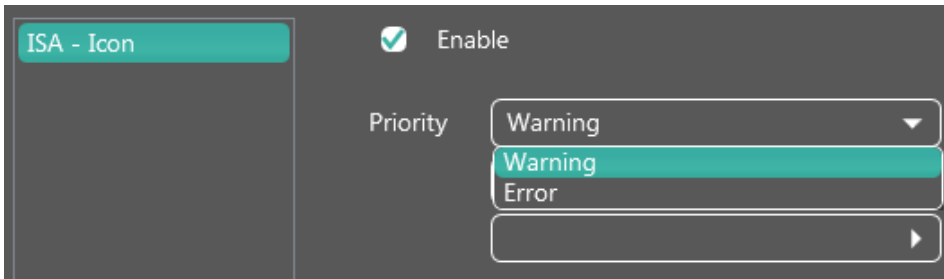 ISA - Icon
Enable
Priority
Warning
Warning
Error